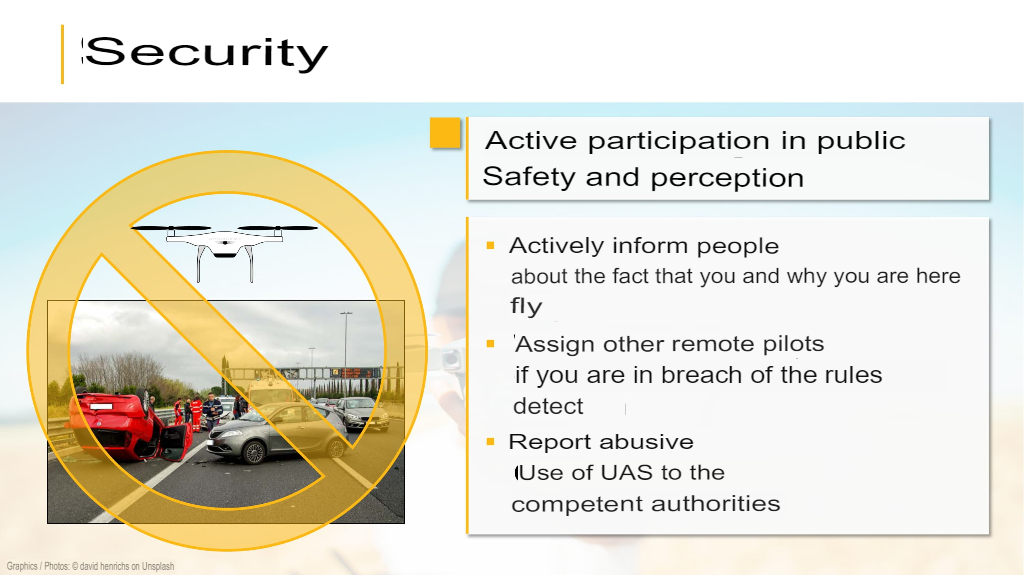 Security
Active participation in public
Safety and perception
Actively inform people
about the fact that you and why you are here
fly
Assign other remote pilots
if you are in breach of the rules
detect
Report abusive
Use of UAS to the
competent authorities
Graphics / Photos: © david henrichs on Unsplash